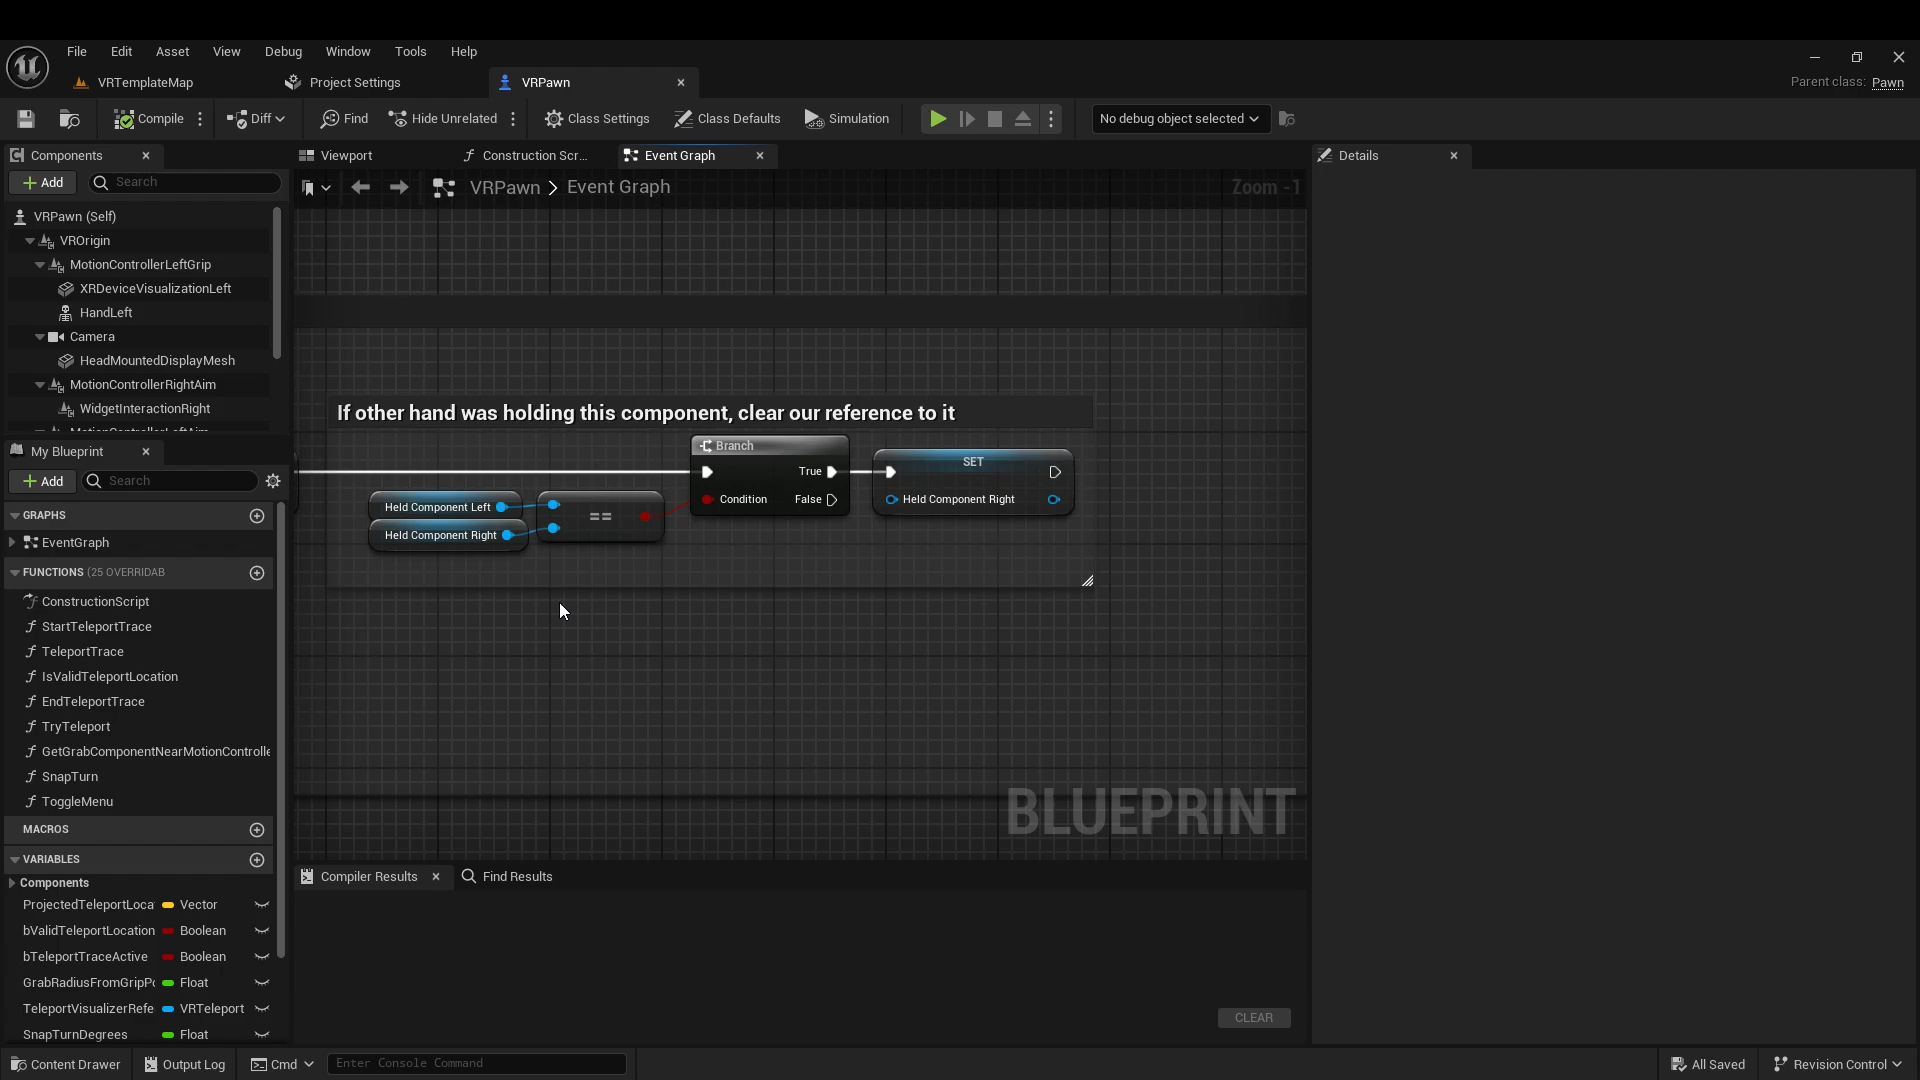 File Edit Asset View Debug Window Tools Help
VRTemplateMap Project Settings VRPawn
Parent class: Pawn
Compile Diff Find Hide Unrelated Class Settings Class Defaults Simulation No debug object selected
Components Viewport Construction Scr... Event Graph Details
Add Search
VRPawn > Event Graph
Zoom -1
VRPawn (Self)
VROrigin
MotionControllerLeftGrip
XRDeviceVisualizationLeft
HandLeft
Camera
HeadMountedDisplayMesh
MotionControllerRightAim
WidgetInteractionRight
If other hand was holding this component, clear our reference to it
Branch
SET
True
Condition False
Held Component Right
Held Component Left
==
Held Component Right
My Blueprint
Add Search
GRAPHS
EventGraph
FUNCTIONS (25 OVERRIDAB
ConstructionScript
StartTeleportTrace
TeleportTrace
IsValidTeleportLocation
EndTeleportTrace
TryTeleport
GetGrabComponentNearMotionControlle
SnapTurn
ToggleMenu
MACROS
VARIABLES
Components
ProjectedTeleportLoca Vector
bValidTeleportLocation Boolean
bTeleportTraceActive Boolean
GrabRadiusFromGripPo Float
TeleportVisualizerRefe VRTeleport
SnapTurnDegrees Float
BLUEPRINT
Compiler Results Find Results
CLEAR
Content Drawer Output Log Cmd Enter Console Command All Saved Revision Control